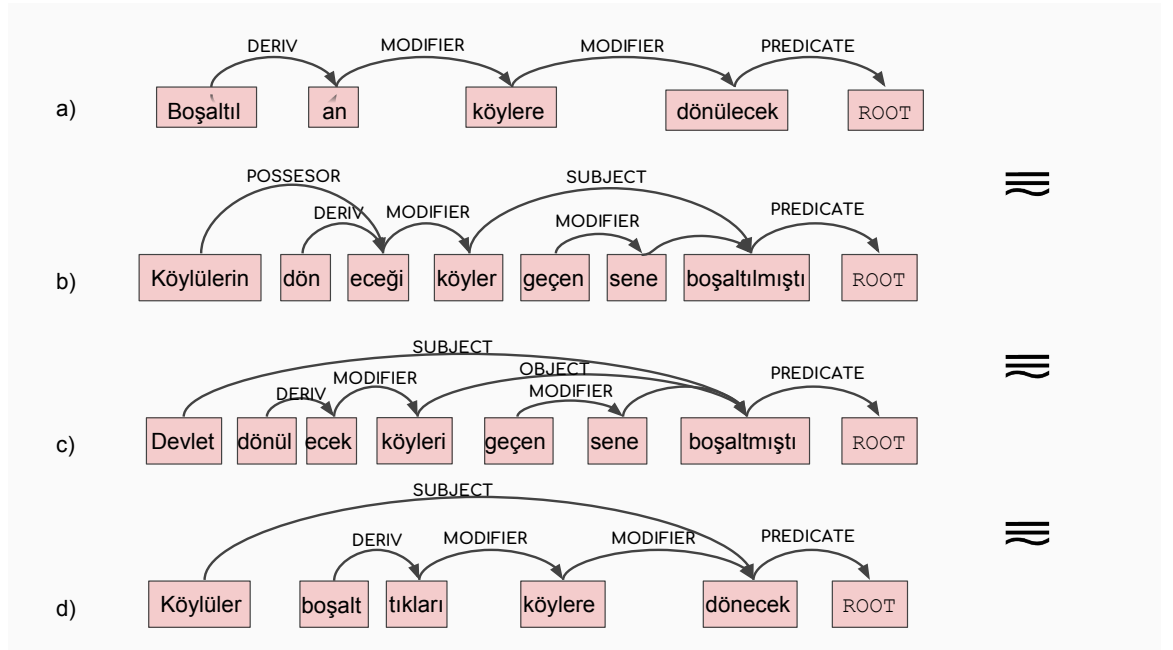 DERIV MODIFIER MODIFIER PREDICATE
a) Boşaltıl an köylere dönülecek ROOT
POSSESOR SUBJECT
DERIV MODIFIER MODIFIER PREDICATE
b) Köylülerin dön eceği köyler geçen sene boşaltılmıştı ROOT
SUBJECT
OBJECT
DERIV MODIFIER MODIFIER PREDICATE
c) Devlet dönül ecek köyleri geçen sene boşaltmıştı ROOT
SUBJECT
DERIV MODIFIER MODIFIER PREDICATE
d) Köylüler boşalt tıkları köylere dönecek ROOT